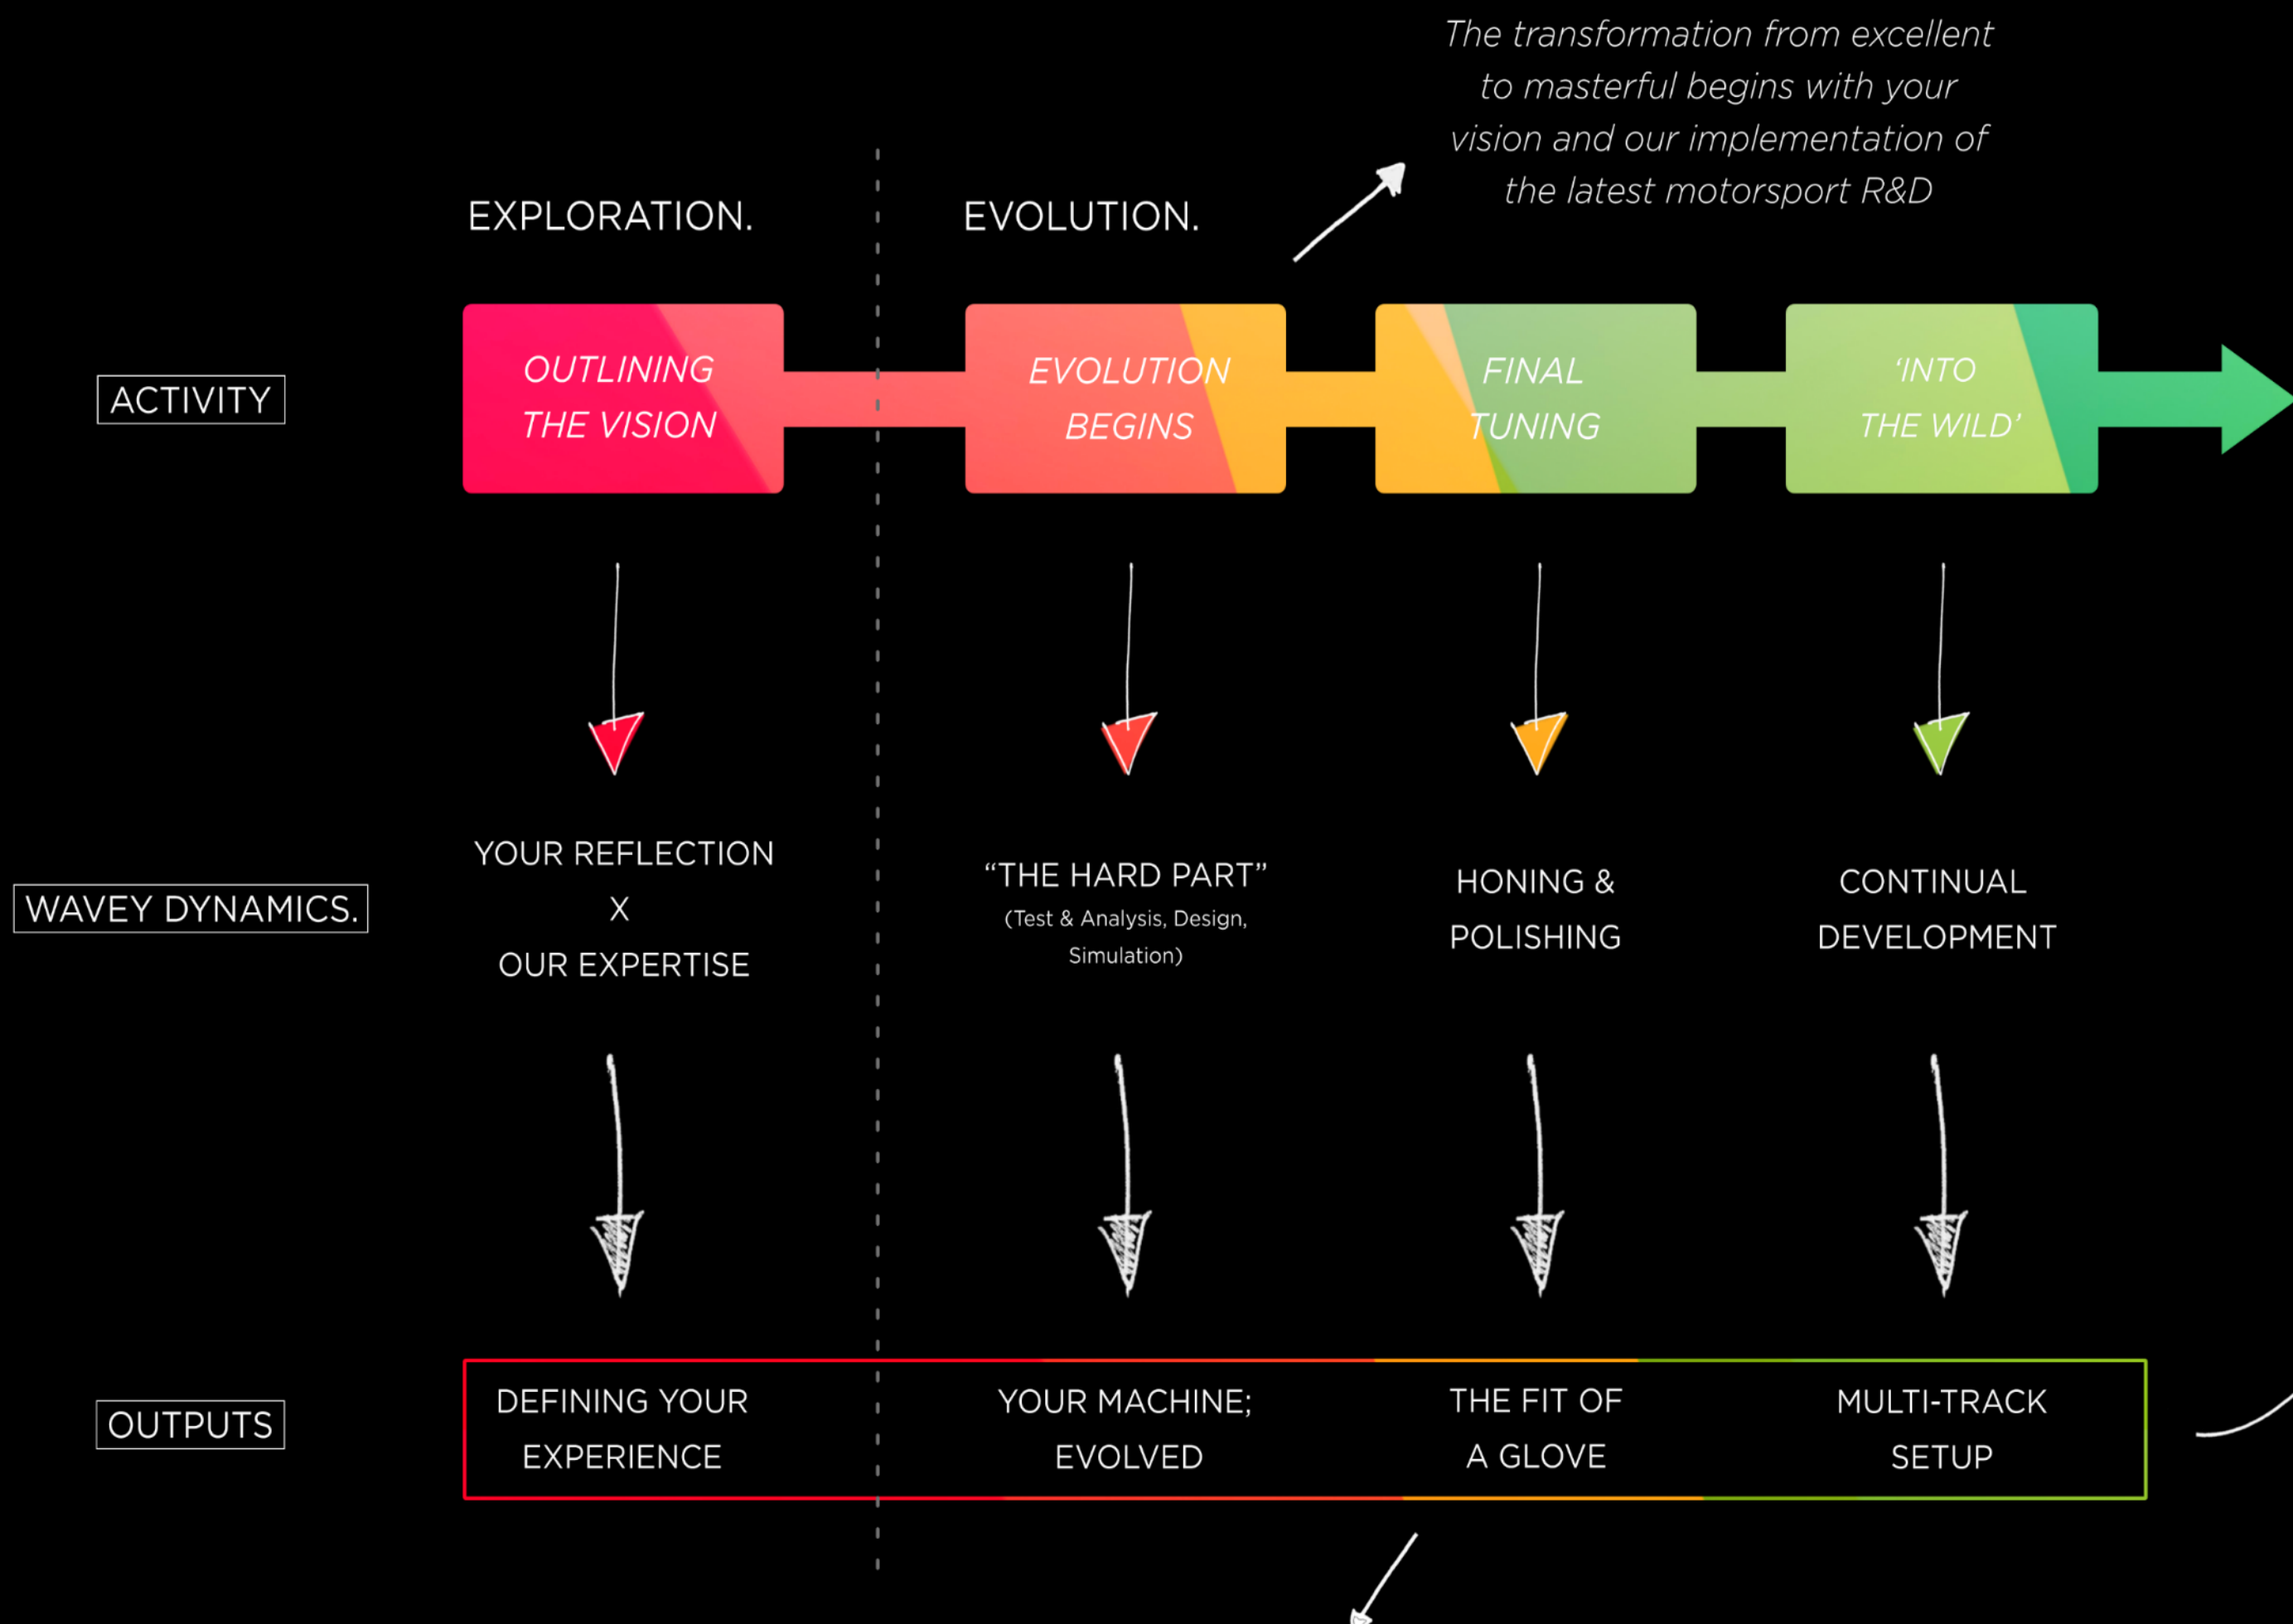 The transformation from excellent
to masterful begins with your
vision and our implementation of
the latest motorsport R&D
EXPLORATION.
EVOLUTION.
ACTIVITY
OUTLINING
THE VISION
EVOLUTION
BEGINS
FINAL
TUNING
‘INTO
THE WILD’
WAVEY DYNAMICS.
YOUR REFLECTION
X
OUR EXPERTISE
“THE HARD PART”
(Test & Analysis, Design,
Simulation)
HONING &
POLISHING
CONTINUAL
DEVELOPMENT
OUTPUTS
DEFINING YOUR
EXPERIENCE
YOUR MACHINE;
EVOLVED
THE FIT OF
A GLOVE
MULTI-TRACK
SETUP